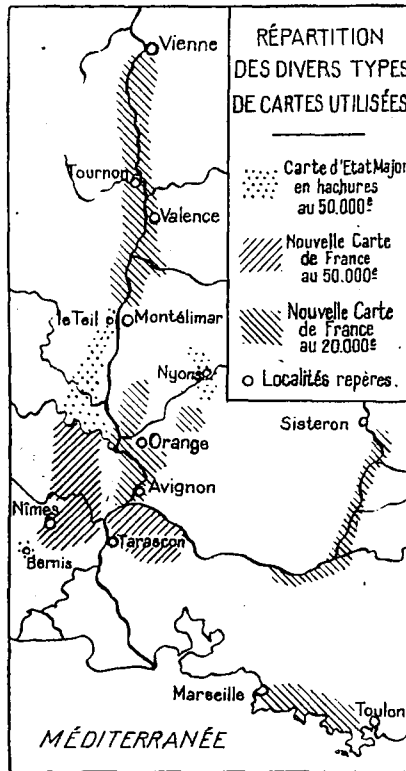 RÉPARTITION
DES DIVERS TYPES
DE CARTES UTILISÉES
Carte d'Etat Major
en hachures
au 50.000e
Nouvelle Carte
de France
au 50.000e
Nouvelle Carte
de France
au 20.000e
Localités repères.
Vienne
Tournon
Valence
le Teil
Montélimar
Nyons
Sisteron
Orange
Avignon
Nîmes
Tarascon
Bernis
Marseille
Toulon
MÉDITERRANÉE